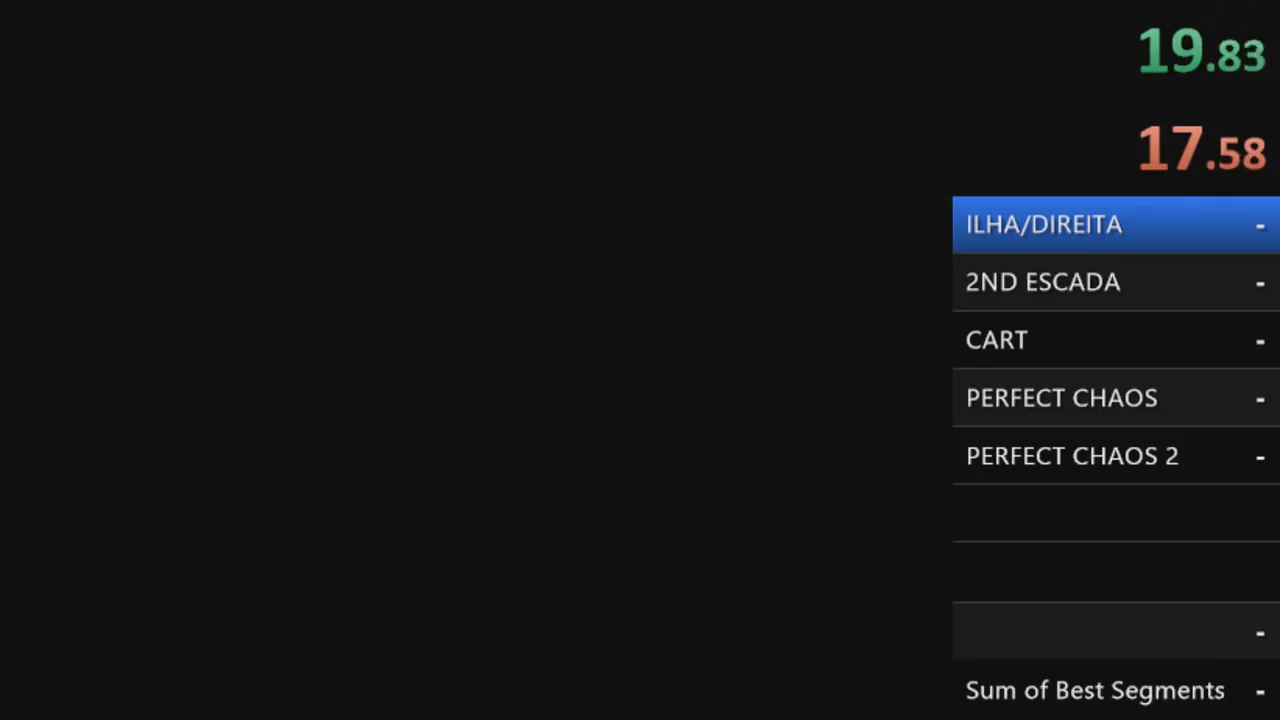 19.83
17.58
ILHA/DIREITA -
2ND ESCADA -
CART -
PERFECT CHAOS -
PERFECT CHAOS 2 -
-
Sum of Best Segments -